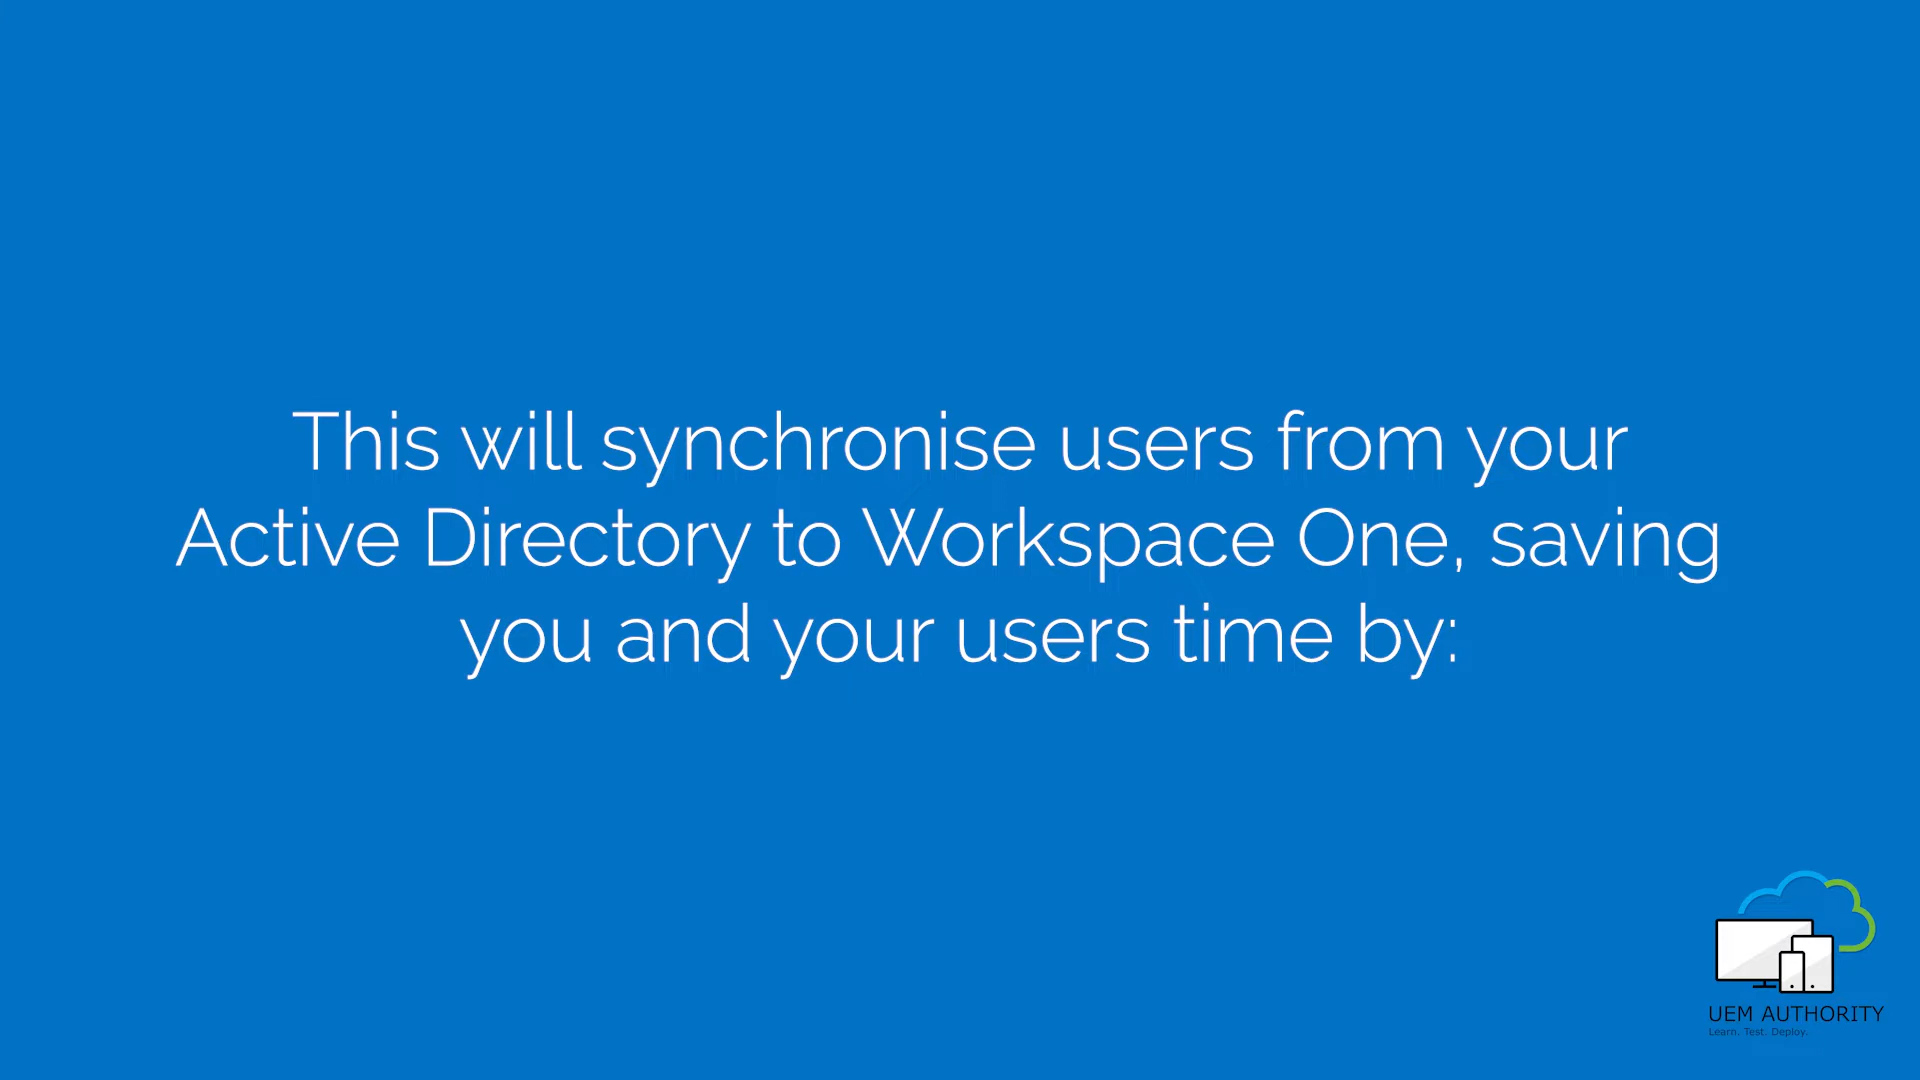 This will synchronise users from your
Active Directory to Workspace One, saving
you and your users time by:
UEM AUTHORITY
Learn. Test. Deploy.